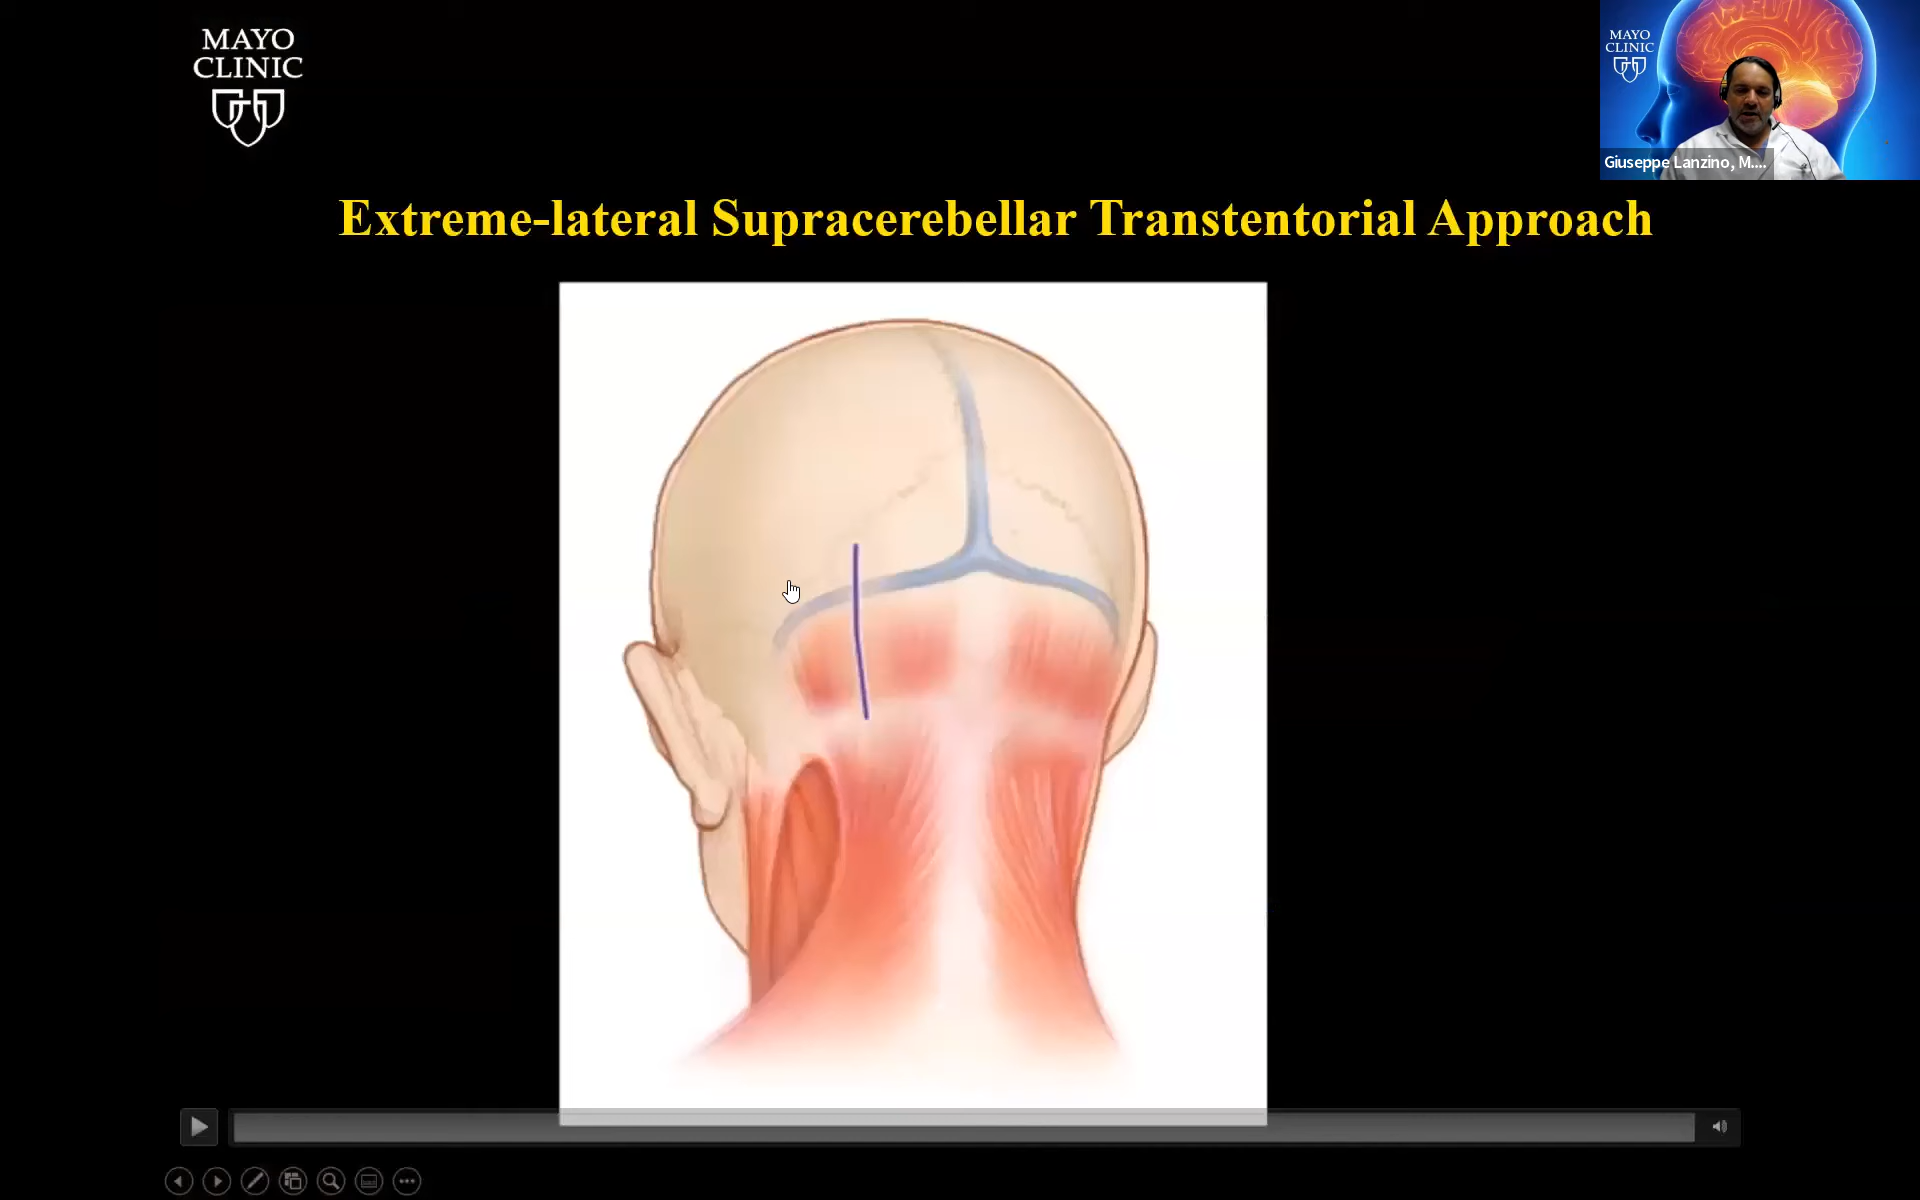 MAYO
CLINIC
MAYO
CLINIC
Giuseppe Lanzino, M....
Extreme-lateral Supracerebellar Transtentorial Approach